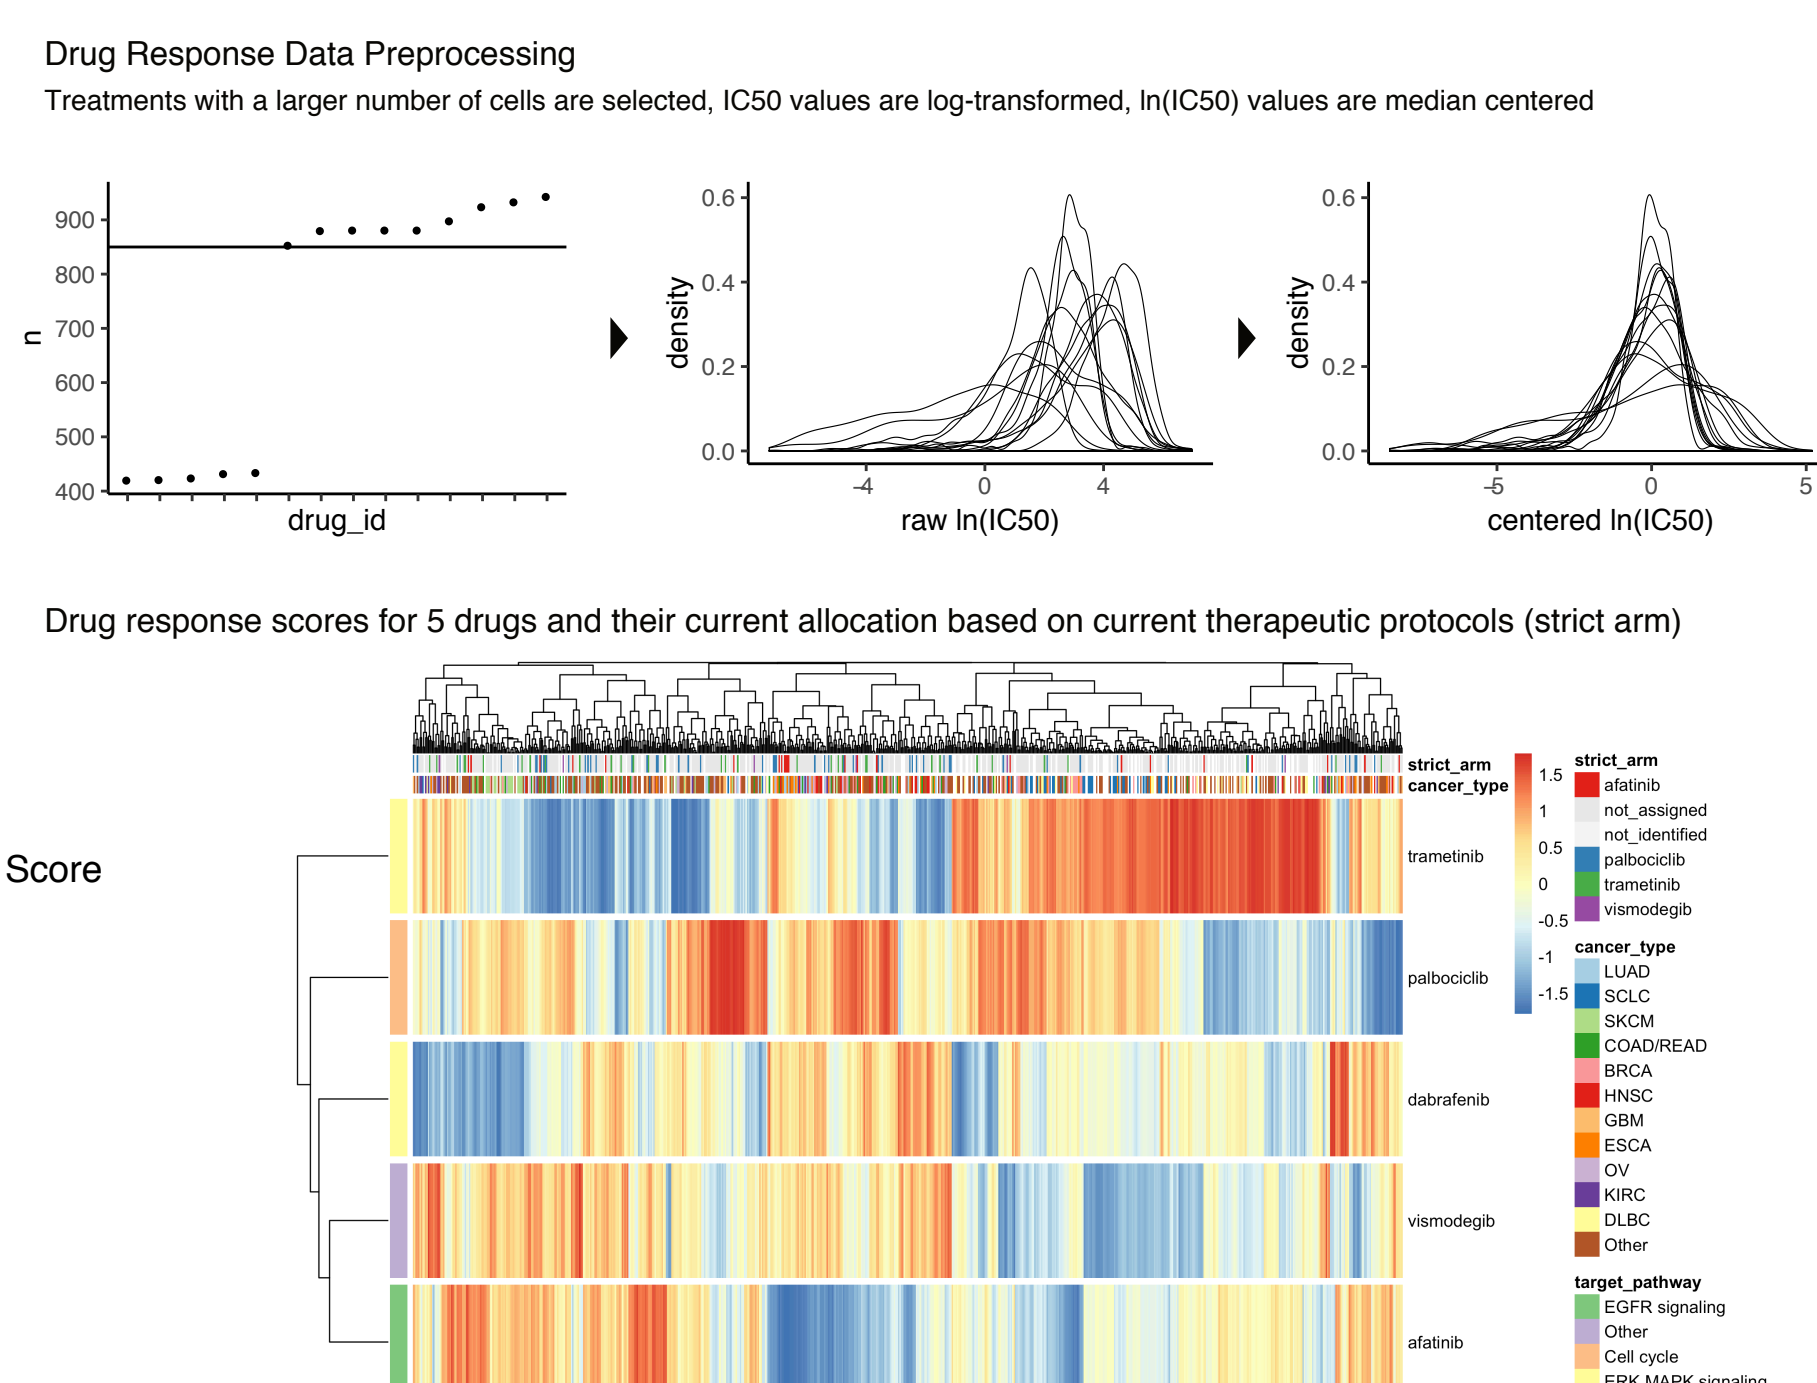 Drug Response Data Preprocessing
Treatments with a larger number of cells are selected, IC50 values are log-transformed, ln(IC50) values are median centered
900
800
700
600
500
400
n
drug_id
0.6
0.4
0.2
0.0
density
-4
0
4
raw ln(IC50)
0.6
0.4
0.2
0.0
density
-5
0
5
centered ln(IC50)
Drug response scores for 5 drugs and their current allocation based on current therapeutic protocols (strict arm)
Score
strict_arm
cancer_type
trametinib
palbociclib
dabrafenib
vismodegib
afatinib
1.5
1
0.5
0
-0.5
-1
-1.5
strict_arm
afatinib
not_assigned
not_identified
palbociclib
trametinib
vismodegib
cancer_type
LUAD
SCLC
SKCM
COAD/READ
BRCA
HNSC
GBM
ESCA
OV
KIRC
DLBC
Other
target_pathway
EGFR signaling
Other
Cell cycle
ERK MAPK signaling